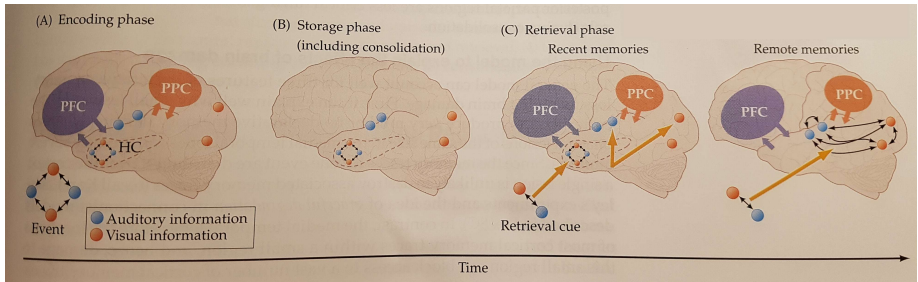 (A) Encoding phase
(B) Storage phase
(including consolidation)
(C) Retrieval phase
Recent memories
Remote memories
PFC
PPC
HC
Event
Auditory information
Visual information
PFC
PPC
Retrieval cue
PFC
PPC
Time